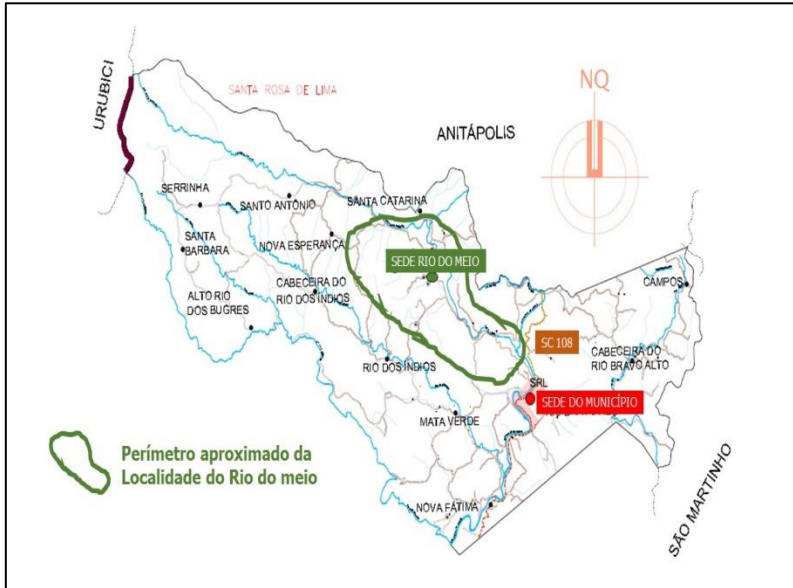 NQ
URUBICI
SANTA ROSA DE LIMA
ANITÁPOLIS
SERRINHA
SANTO ANTÔNIO
SANTA CATARINA
SANTA
BARBARA
NOVA ESPERANÇA
SEDE RIO DO MEIO
CAMPOS
ALTO RIO
DOS BUGRES
CABECEIRA DO
RIO DOS ÍNDIOS
SC 108
CABECEIRA DO
RIO BRAVO ALTO
RIO DOS ÍNDIOS
SRL
SEDE DO MUNICÍPIO
MATA VERDE
Perímetro aproximado da
Localidade do Rio do meio
NOVA FÁTIMA
SÃO MARTINHO